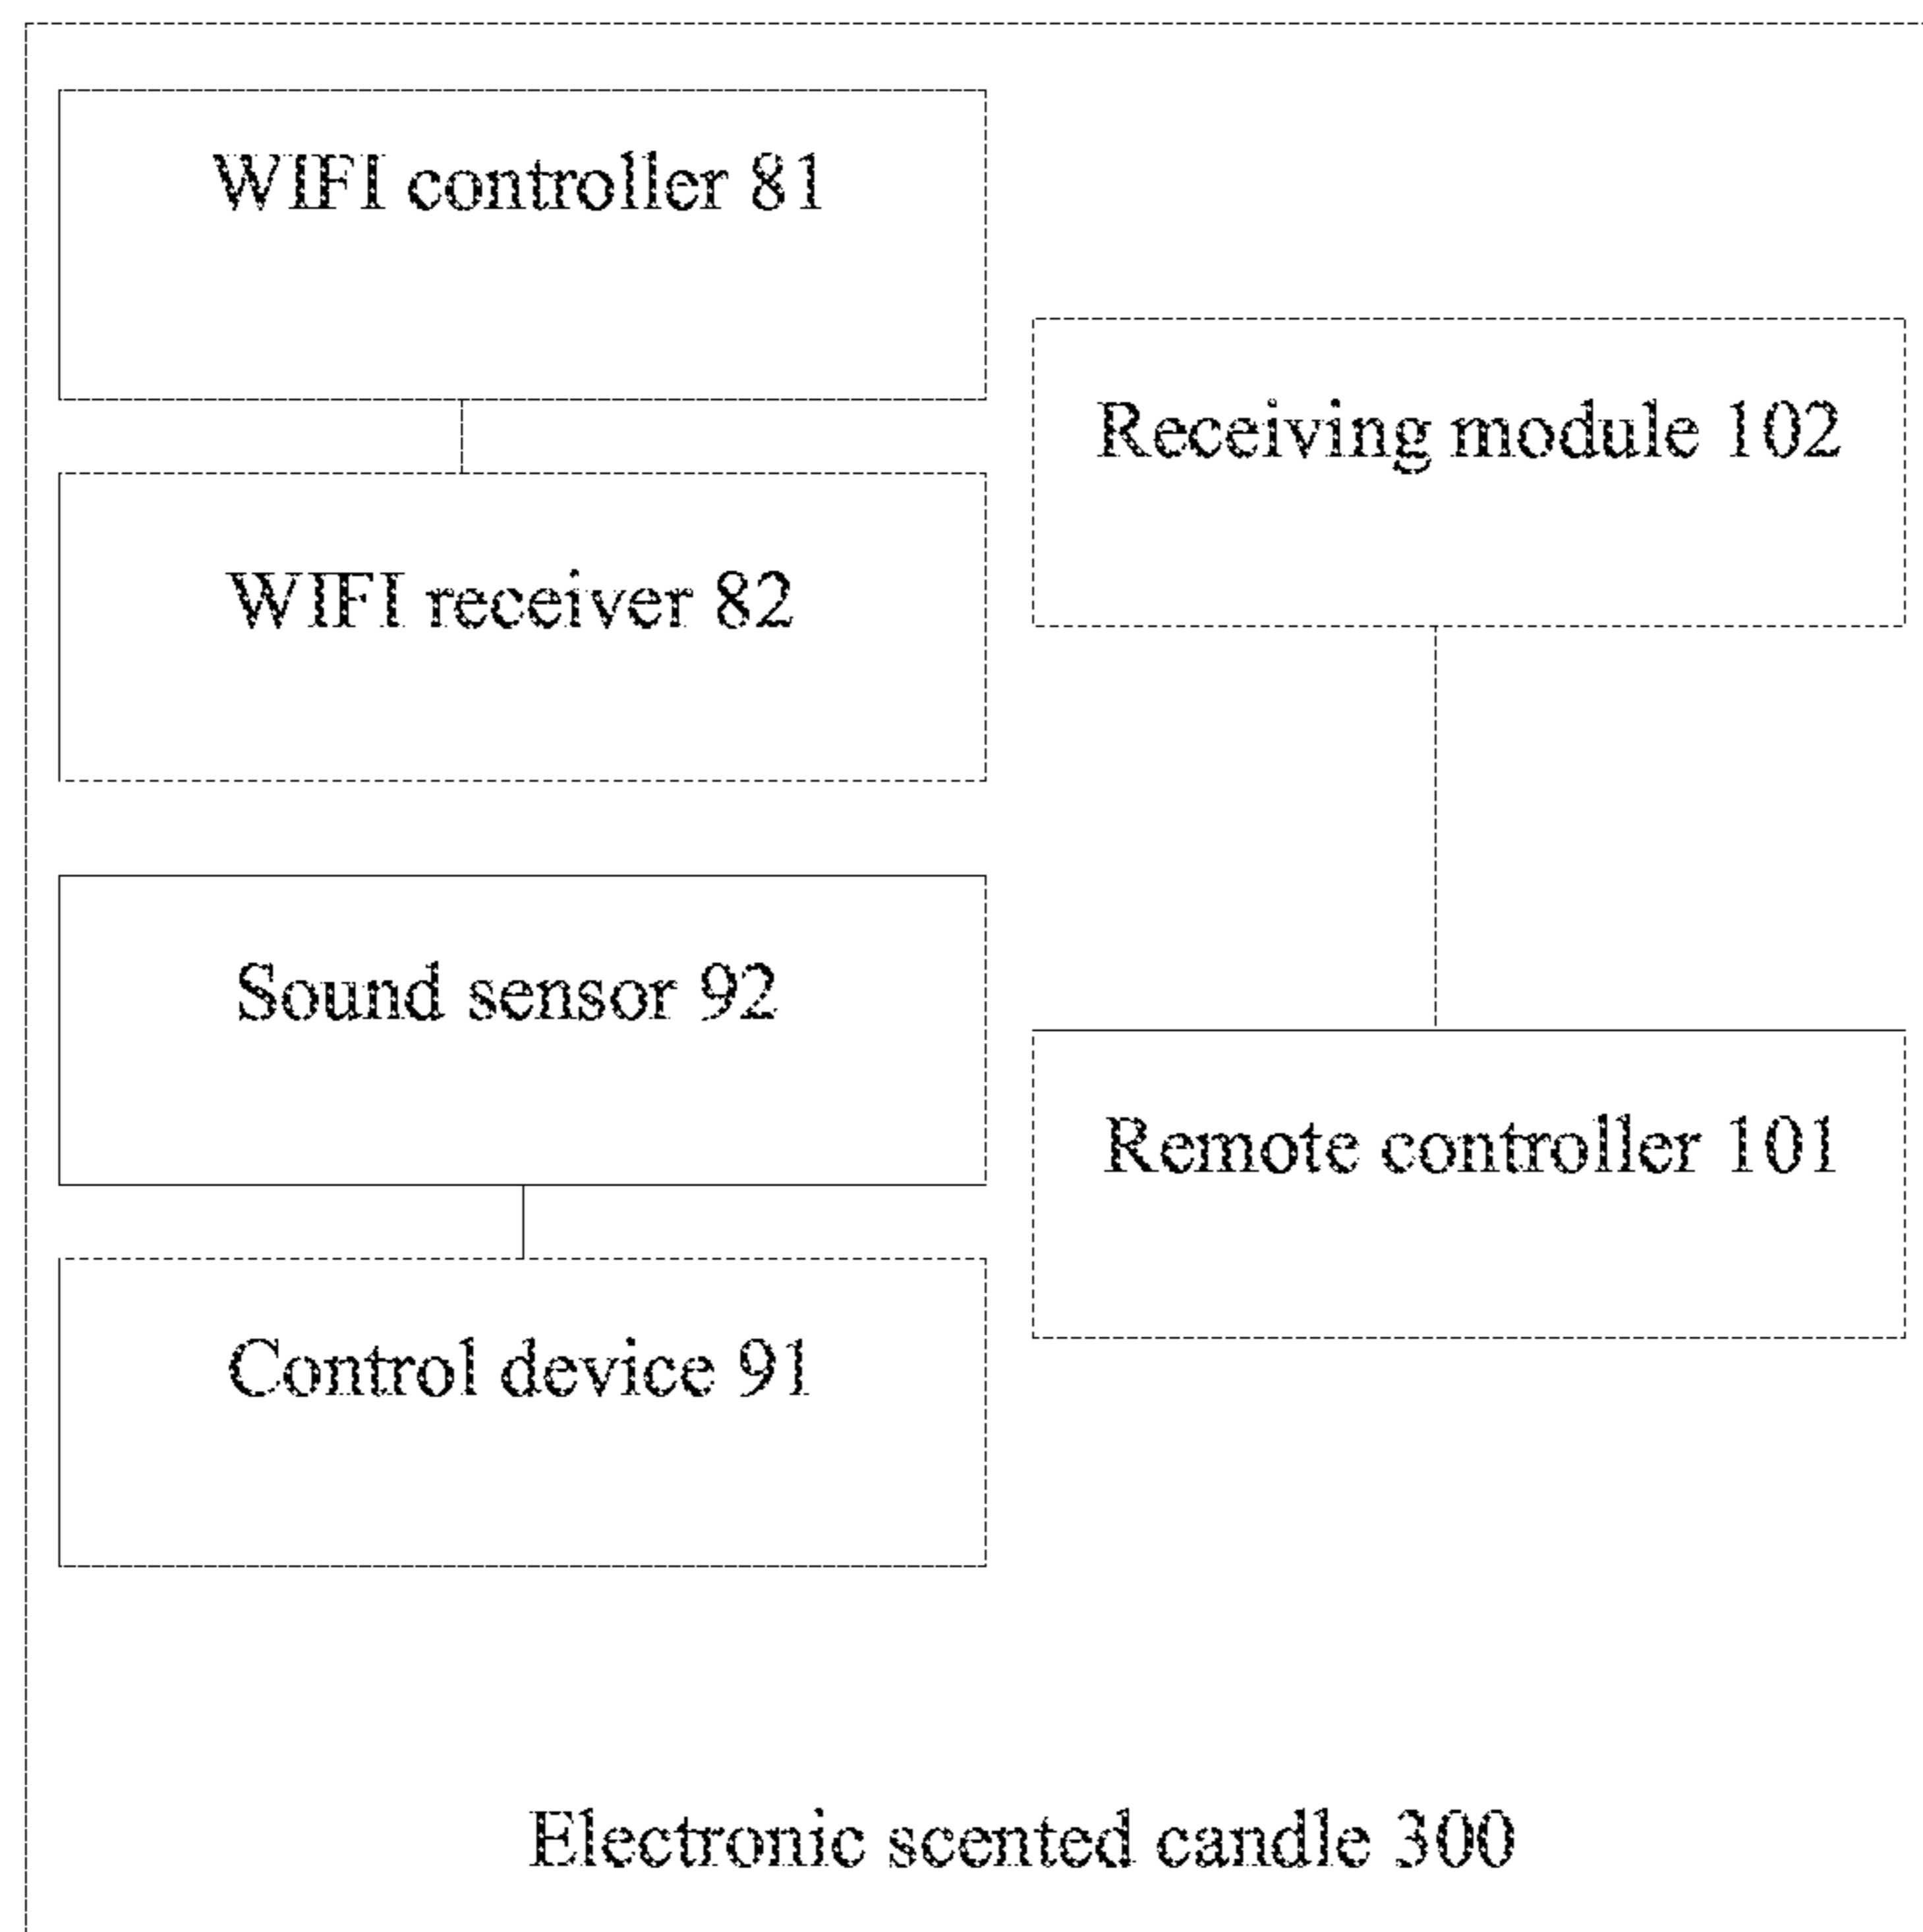 WIFI controller 81
WIFI receiver 82
Sound sensor 92
Control device 91
Receiving module 102
Remote controller 101
Electronic scented candle 300